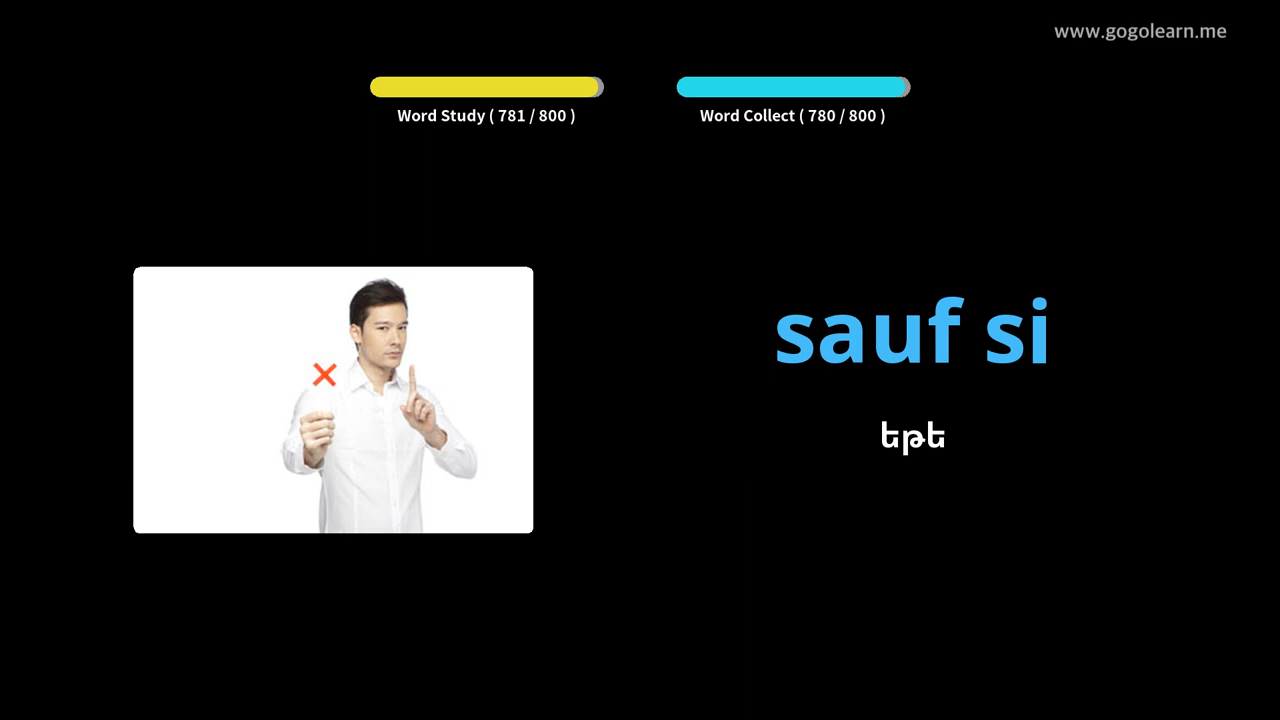 www.gogolearn.me
Word Study ( 781 / 800 )
Word Collect ( 780 / 800 )
sauf si
եթե